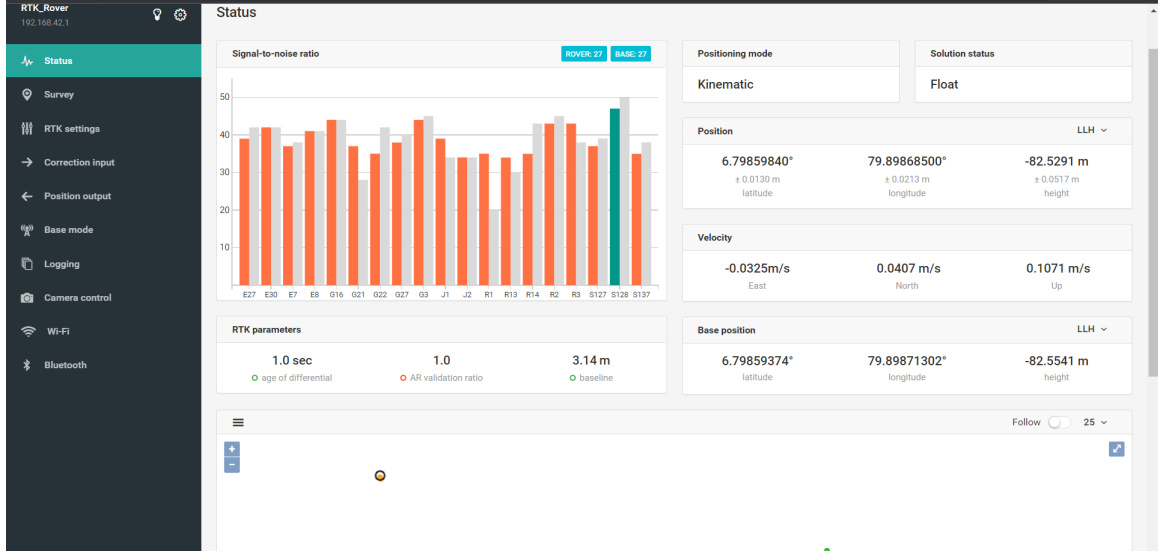 RTK_Rover
192.168.42.1
Status
Survey
RTK settings
Correction input
Position output
Base mode
Logging
Camera control
Wi-Fi
Bluetooth
Status
Signal-to-noise ratio ROVER: 27 BASE: 27
50
40
30
20
10
E27 E30 E7 E8 G16 G21 G22 G27 G3 J1 J2 R1 R13 R14 R2 R3 S127 S128 S137
Positioning mode
Kinematic
Solution status
Float
Position LLH
6.79859840° 79.89868500° -82.5291 m
± 0.0130 m ± 0.0213 m ± 0.0517 m
latitude longitude height
Velocity
-0.0325m/s 0.0407 m/s 0.1071 m/s
East North Up
RTK parameters
1.0 sec 1.0 3.14 m
age of differential AR validation ratio baseline
Base position LLH
6.79859374° 79.89871302° -82.5541 m
latitude longitude height
Follow 25
+
-